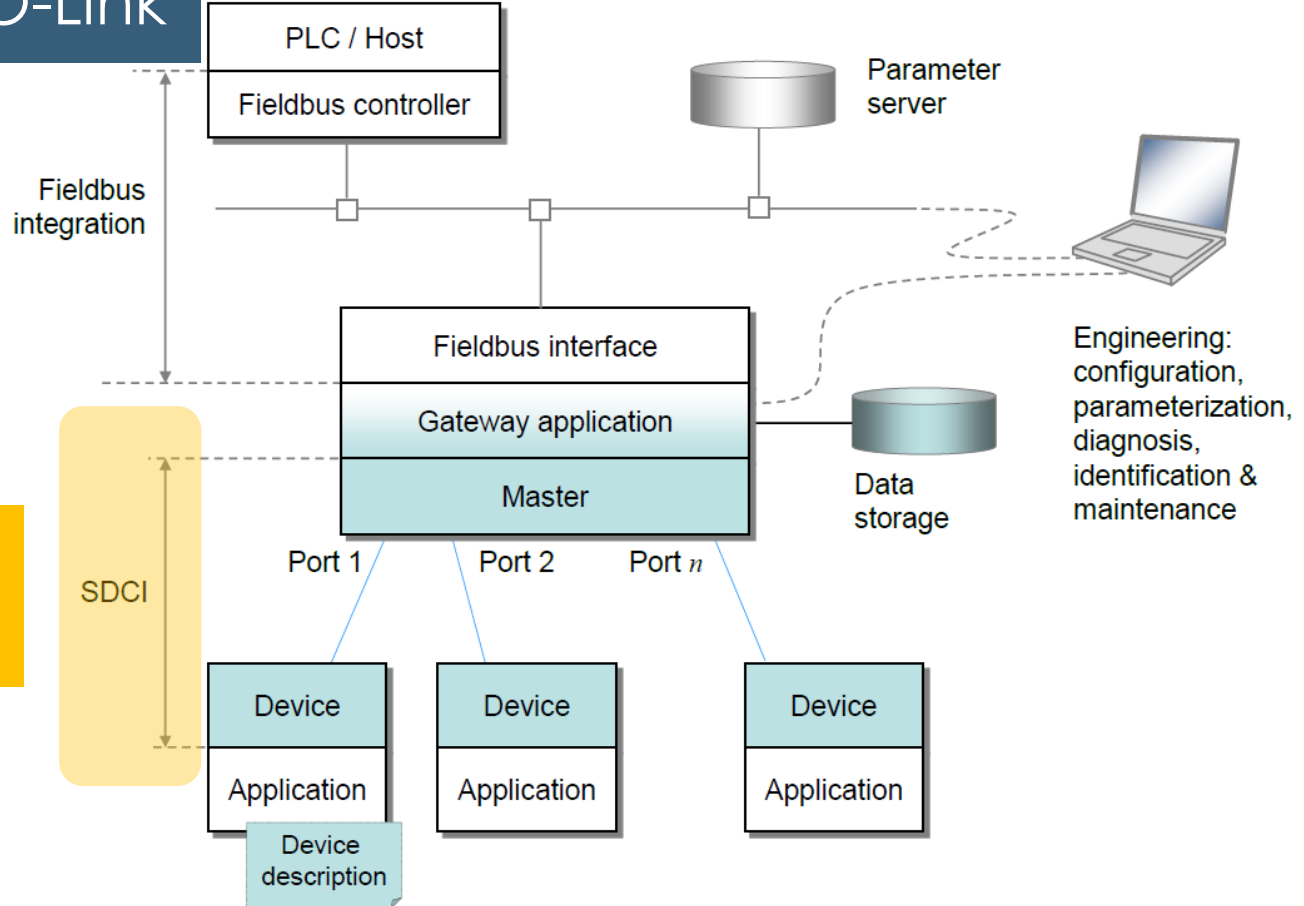 O-Link
PLC / Host
Fieldbus controller
Parameter
server
Fieldbus
integration
Fieldbus interface
Gateway application
Master
Engineering:
configuration,
parameterization,
diagnosis,
identification &
maintenance
Data
storage
Port 1
Port 2
Port n
SDCI
Device
Device
Device
Application
Application
Application
Device
description